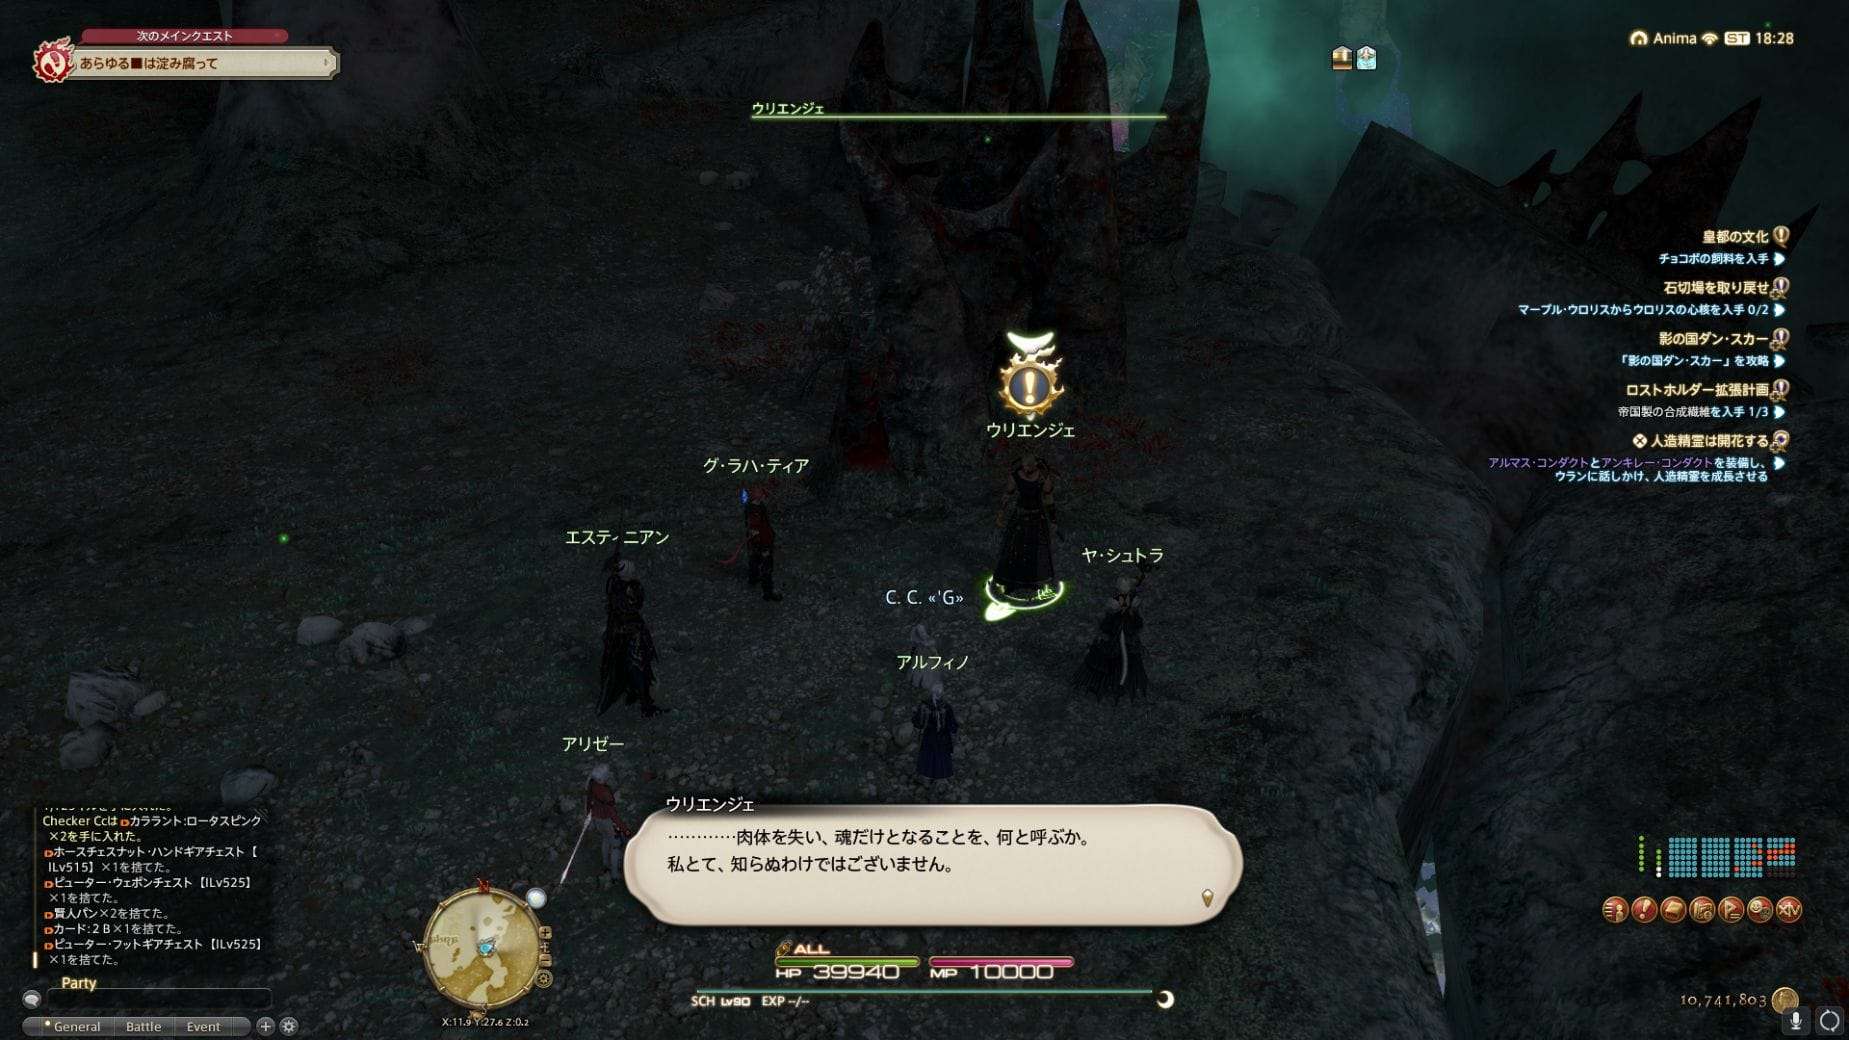 次のメインクエスト
あらゆる■は淀み腐って
Anima ST 18:28
ウリエンジェ
皇都の文化
チョコボの飼料を入手
石切場を取り戻せ
マーブル・ウロリスからウロリスの心核を入手 0/2
影の国ダン・スカー
「影の国ダン・スカー」を攻略
ロストホルダー拡張計画
帝国製の合成繊維を入手 1/3
人造精霊は開花する
アルマス・コンダクトとアンキレー・コンダクトを装備し、
ウランに話しかけ、人造精霊を成長させる
ウリエンジェ
グ・ラハ・ティア
エスティニアン
ヤ・シュトラ
C. C. «'G»
アルフィノ
アリゼー
ウリエンジェ
…………肉体を失い、魂だけとなることを、何と呼ぶか。
私とて、知らぬわけではございません。
Checker Ccは カララント:ロータスピンク
×2を手に入れた。
ホースチェスナット・ハンドギアチェスト【
ILv515】×1を捨てた。
ピューター・ウェポンチェスト【ILv525】
×1を捨てた。
賢人パン×2を捨てた。
カード:２Ｂ×1を捨てた。
ピューター・フットギアチェスト【ILv525】
×1を捨てた。
Party
General Battle Event
N
X:11.9 Y:27.6 Z:0.2
ALL
HP 39940 MP 10000
SCH Lv90 EXP --/--
XIV
10,741,803